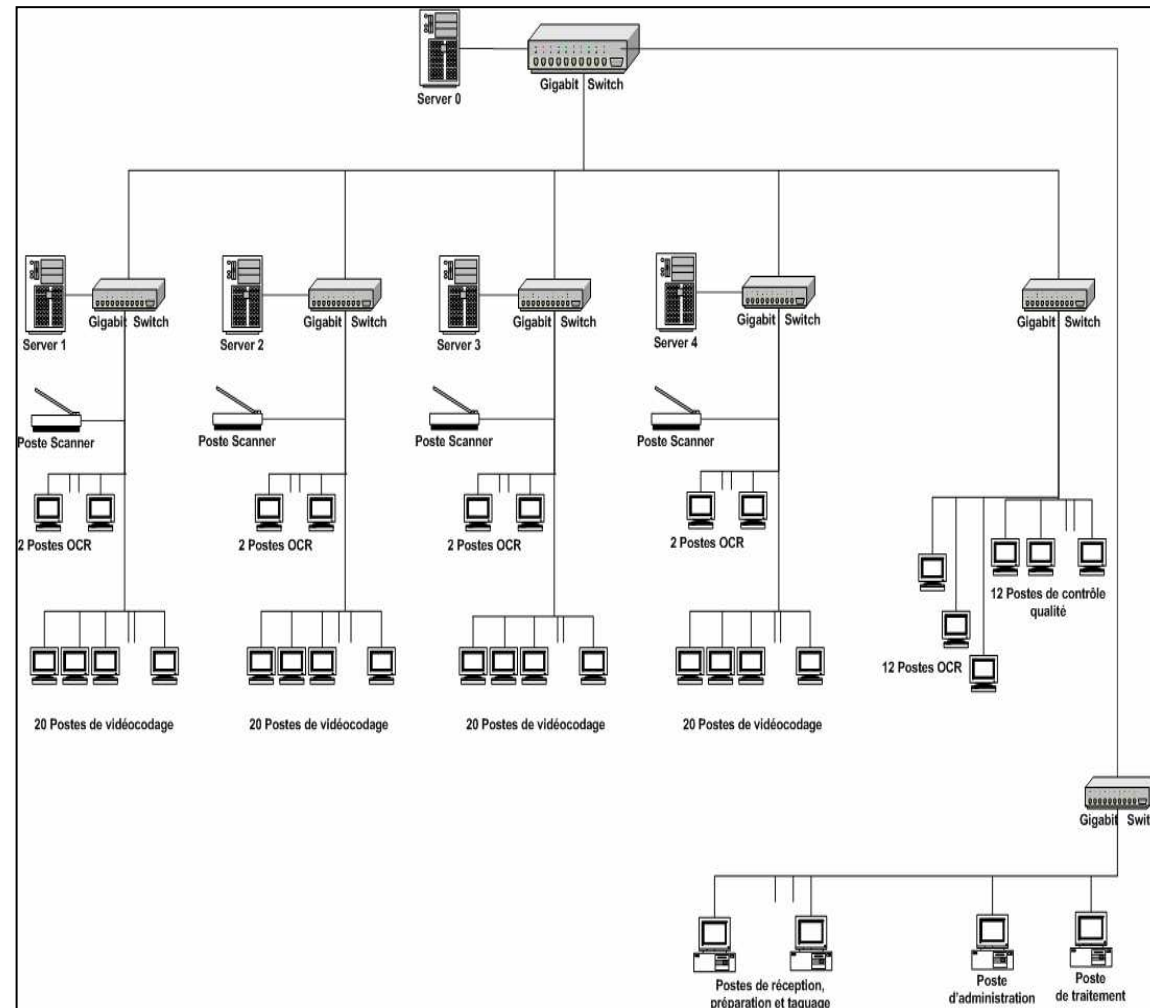 Server 0
Gigabit Switch
Server 1
Gigabit Switch
Server 2
Gigabit Switch
Server 3
Gigabit Switch
Server 4
Gigabit Switch
Gigabit Switch
Poste Scanner
Poste Scanner
Poste Scanner
Poste Scanner
2 Postes OCR
2 Postes OCR
2 Postes OCR
2 Postes OCR
12 Postes de contrôle
qualité
12 Postes OCR
20 Postes de vidéocodage
20 Postes de vidéocodage
20 Postes de vidéocodage
20 Postes de vidéocodage
Gigabit Swit
Postes de réception,
préparation et taguage
Poste
d'administration
Poste
de traitement